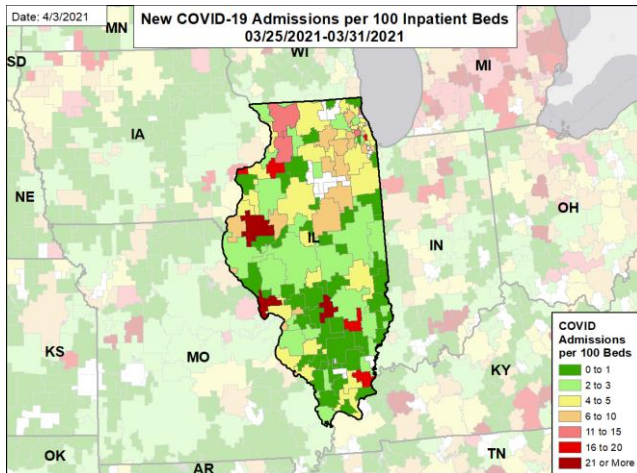 Date: 4/3/2021
New COVID-19 Admissions per 100 Inpatient Beds
03/25/2021-03/31/2021
MN
SD
WI
MI
IA
NE
IL
IN
OH
KS
MO
KY
OK
AR
TN
COVID
Admissions
per 100 Beds
0 to 1
2 to 3
4 to 5
6 to 10
11 to 15
16 to 20
21 or More